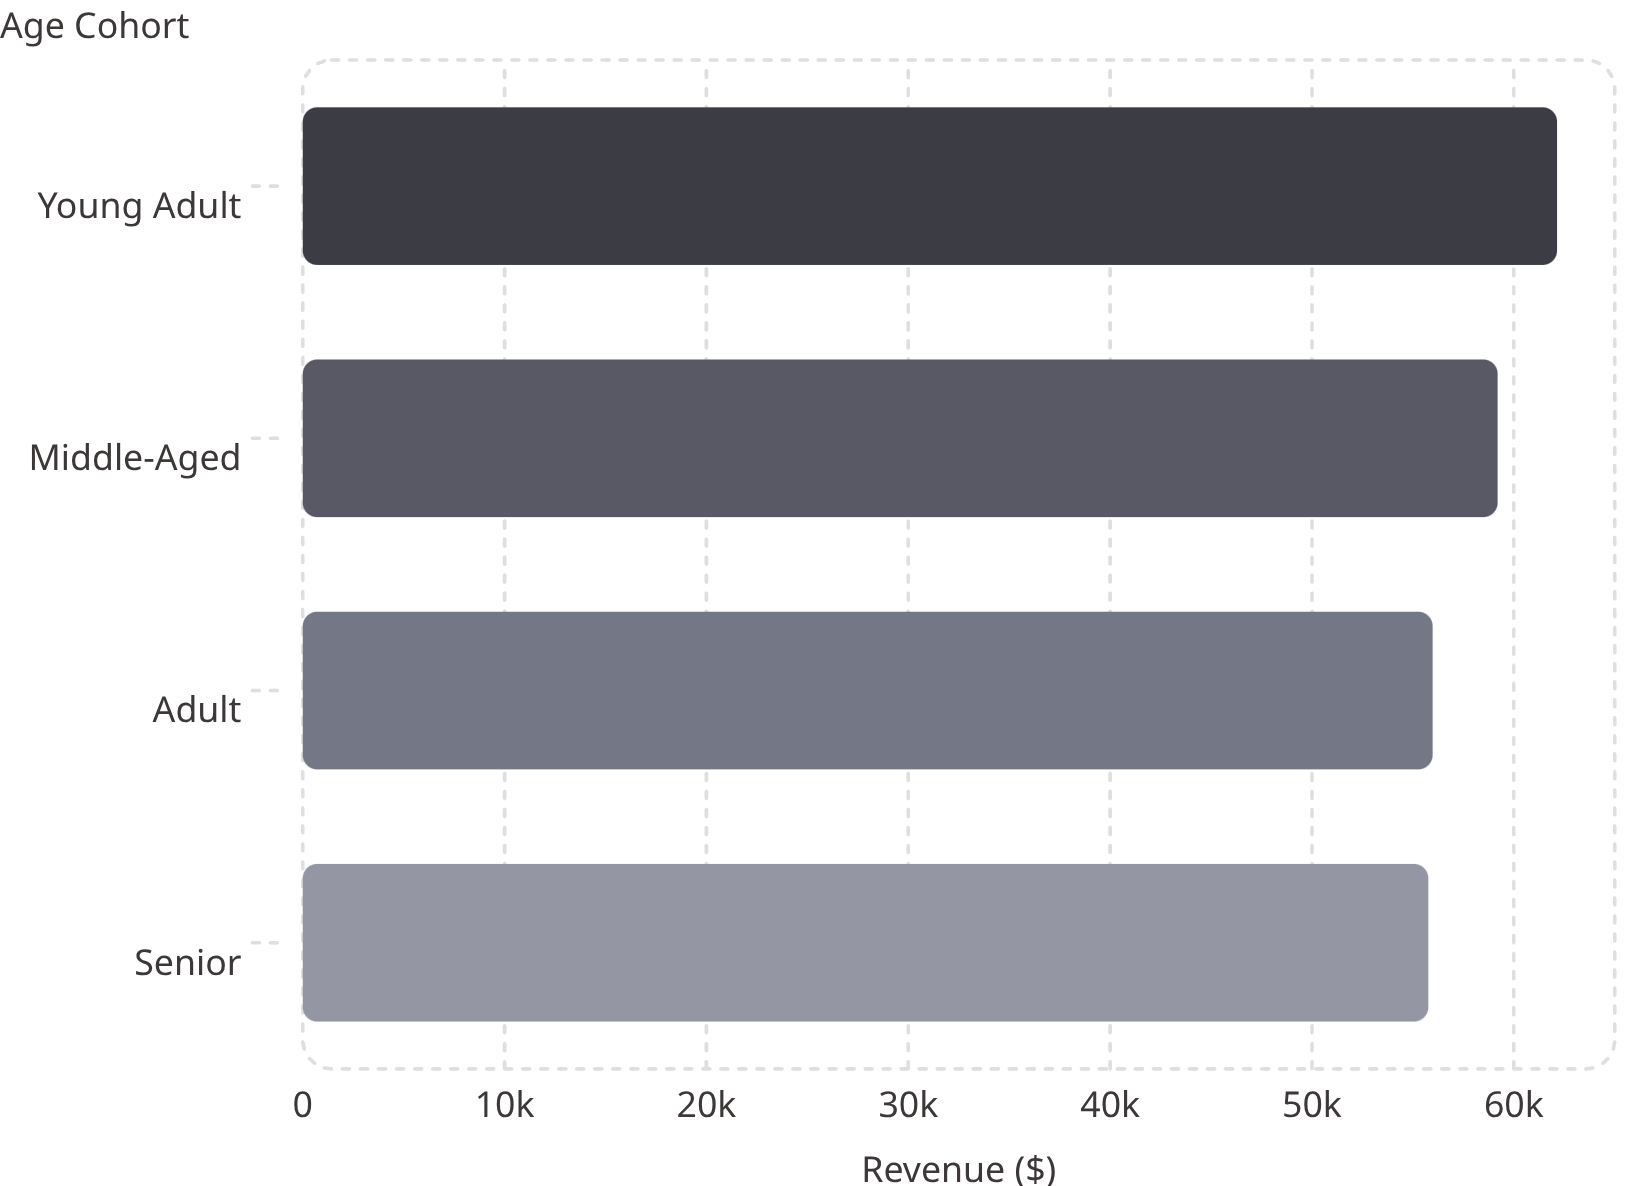 Age Cohort
Young Adult
Middle-Aged
Adult
Senior
0 10k 20k 30k 40k 50k 60k
Revenue ($)